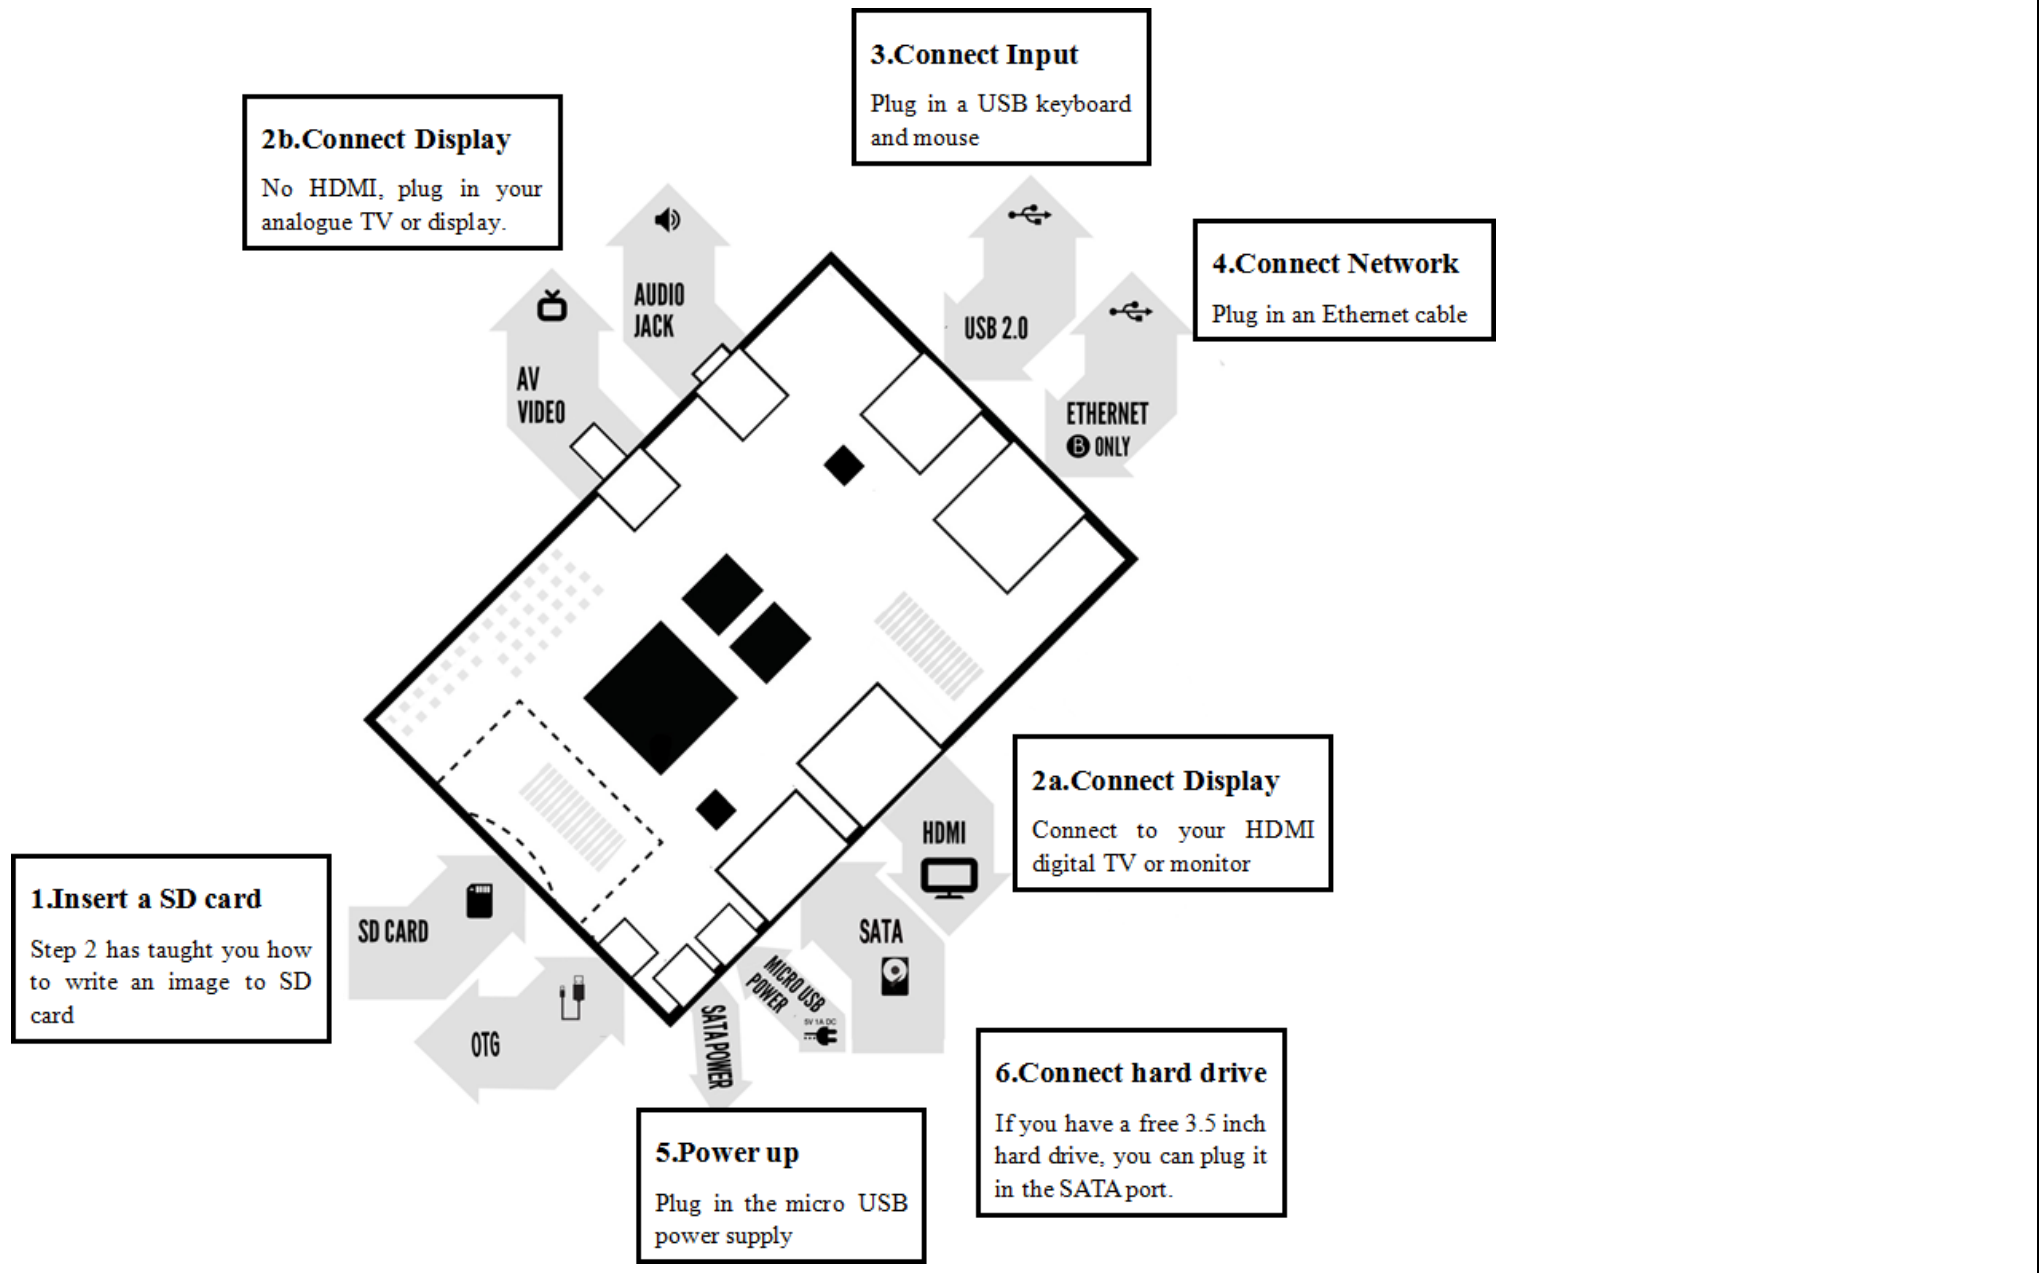 3.Connect Input
Plug in a USB keyboard
and mouse
2b.Connect Display
No HDMI, plug in your
analogue TV or display.
4.Connect Network
Plug in an Ethernet cable
AUDIO
JACK
USB 2.0
AV
VIDEO
ETHERNET
B ONLY
2a.Connect Display
Connect to your HDMI
digital TV or monitor
HDMI
1.Insert a SD card
Step 2 has taught you how
to write an image to SD
card
SD CARD
SATA
MICRO USB
POWER
5V 1A DC
OTG
SATA POWER
6.Connect hard drive
If you have a free 3.5 inch
hard drive, you can plug it
in the SATA port.
5.Power up
Plug in the micro USB
power supply